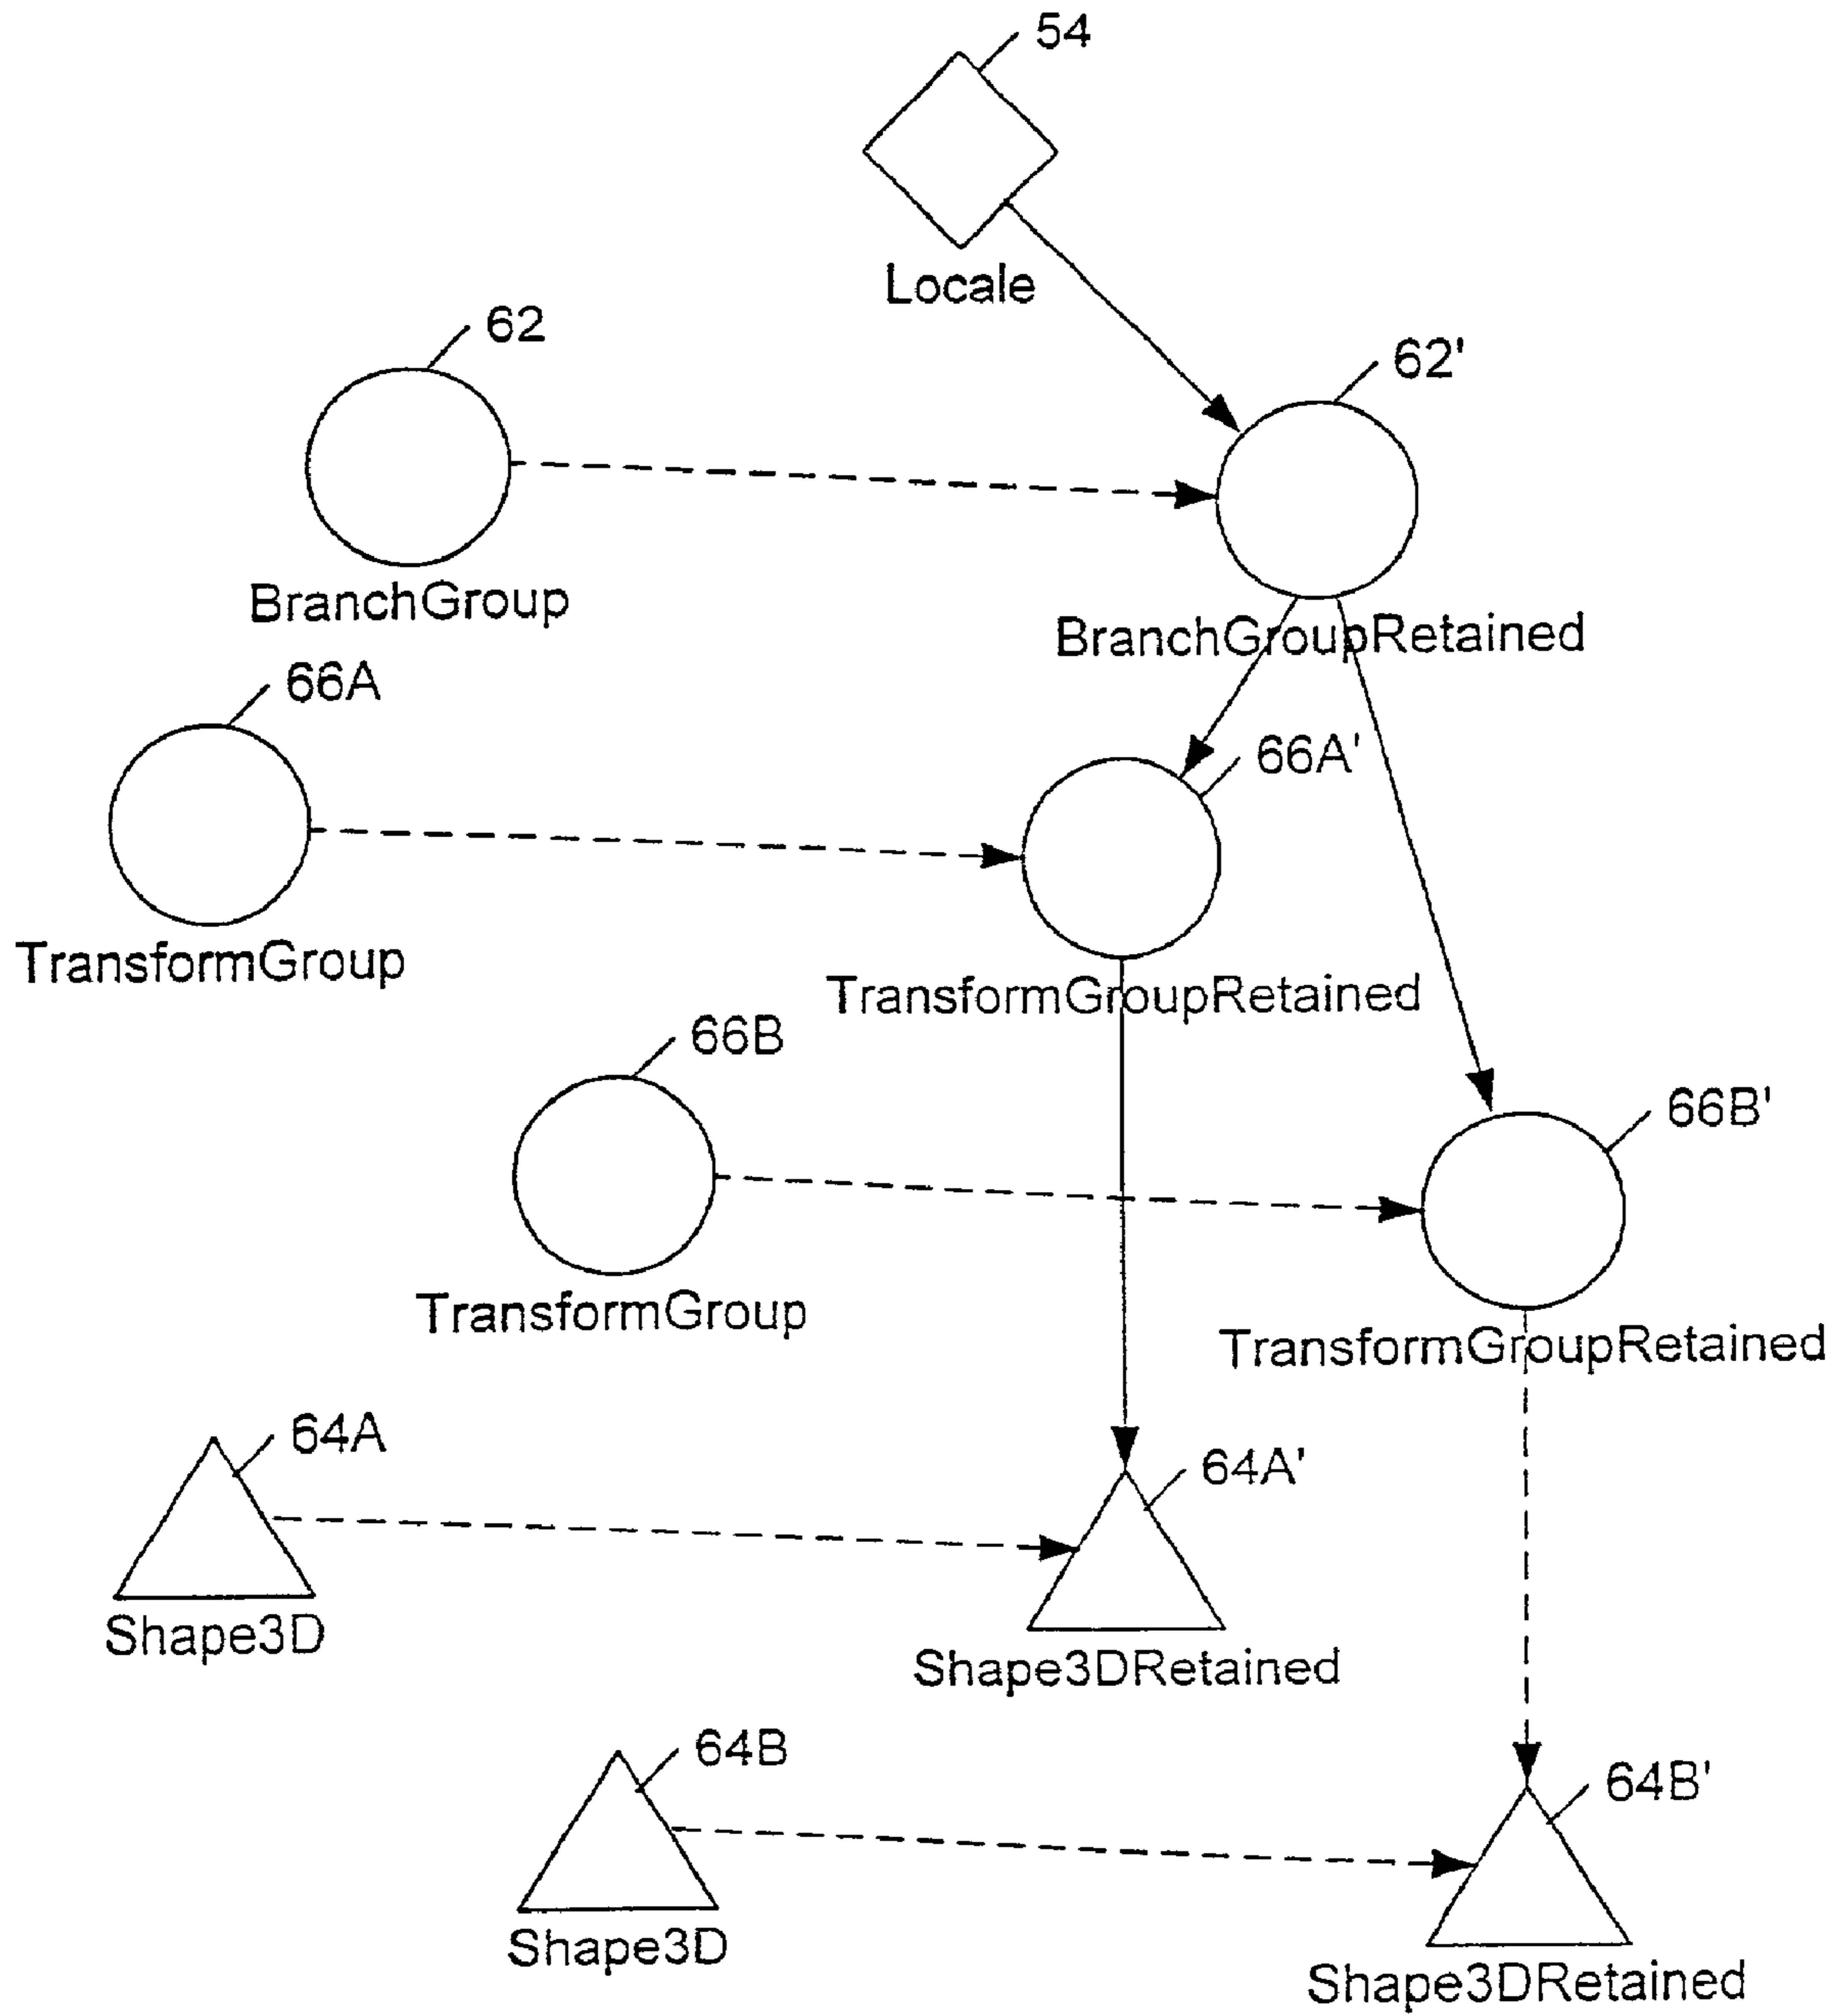 54
Locale
62
62'
BranchGroup
BranchGroupRetained
66A
66A'
TransformGroup
TransformGroupRetained
66B
66B'
TransformGroup
TransformGroupRetained
64A
64A'
Shape3D
Shape3DRetained
64B
64B'
Shape3D
Shape3DRetained